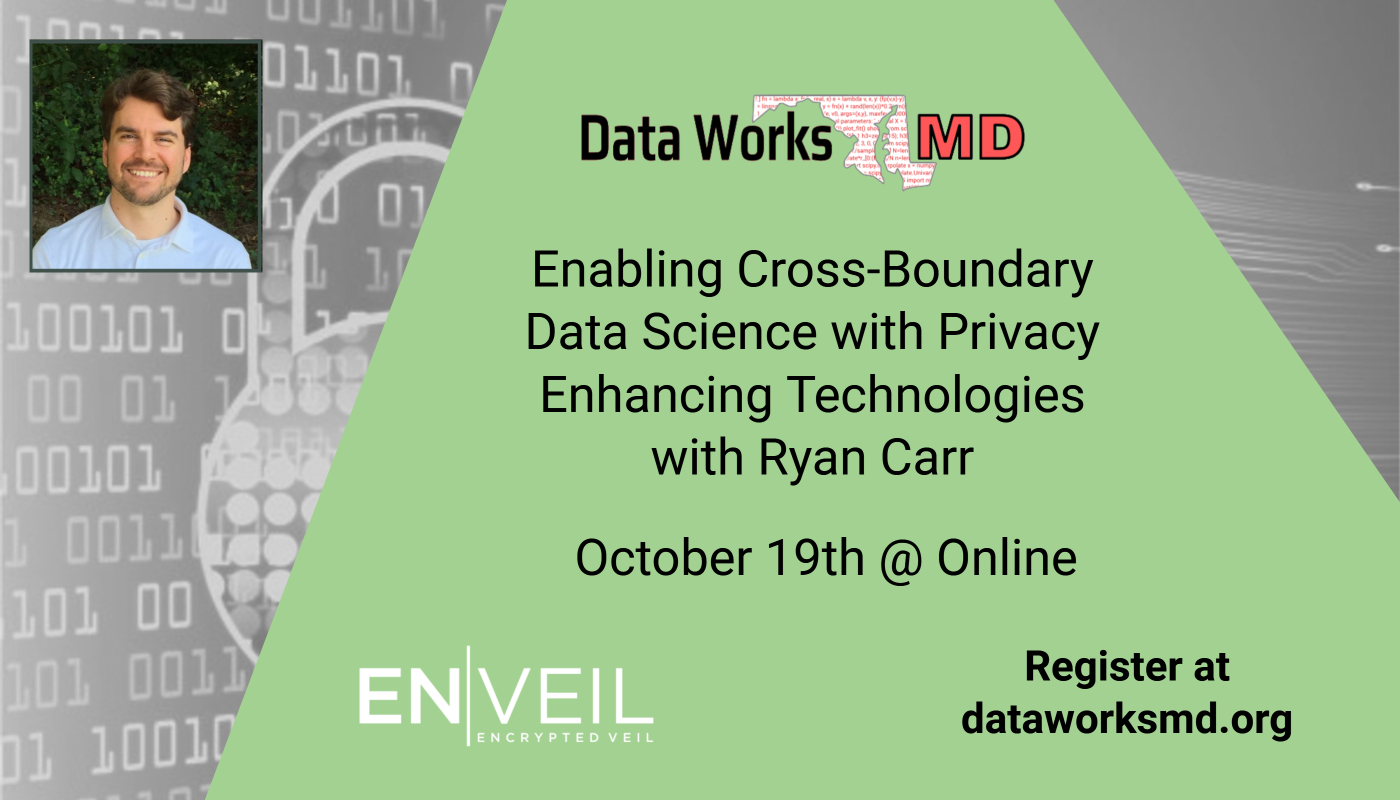 Data Works MD
Enabling Cross-Boundary
Data Science with Privacy
Enhancing Technologies
with Ryan Carr
October 19th @ Online
EN|VEIL
ENCRYPTED VEIL
Register at
dataworksmd.org